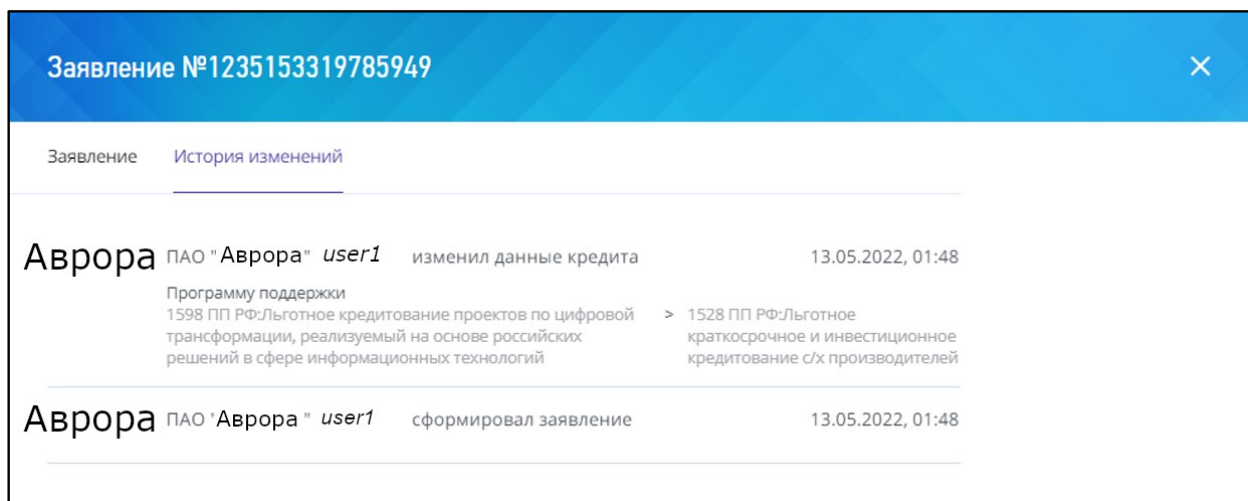 Заявление №1235153319785949
Заявление История изменений
Аврора ПАО "Аврора" user1 изменил данные кредита 13.05.2022, 01:48
Программу поддержки
1598 ПП РФ:Льготное кредитование проектов по цифровой > 1528 ПП РФ:Льготное
трансформации, реализуемый на основе российских краткосрочное и инвестиционное
решений в сфере информационных технологий кредитование с/х производителей
Аврора ПАО 'Аврора " user1 сформировал заявление 13.05.2022, 01:48